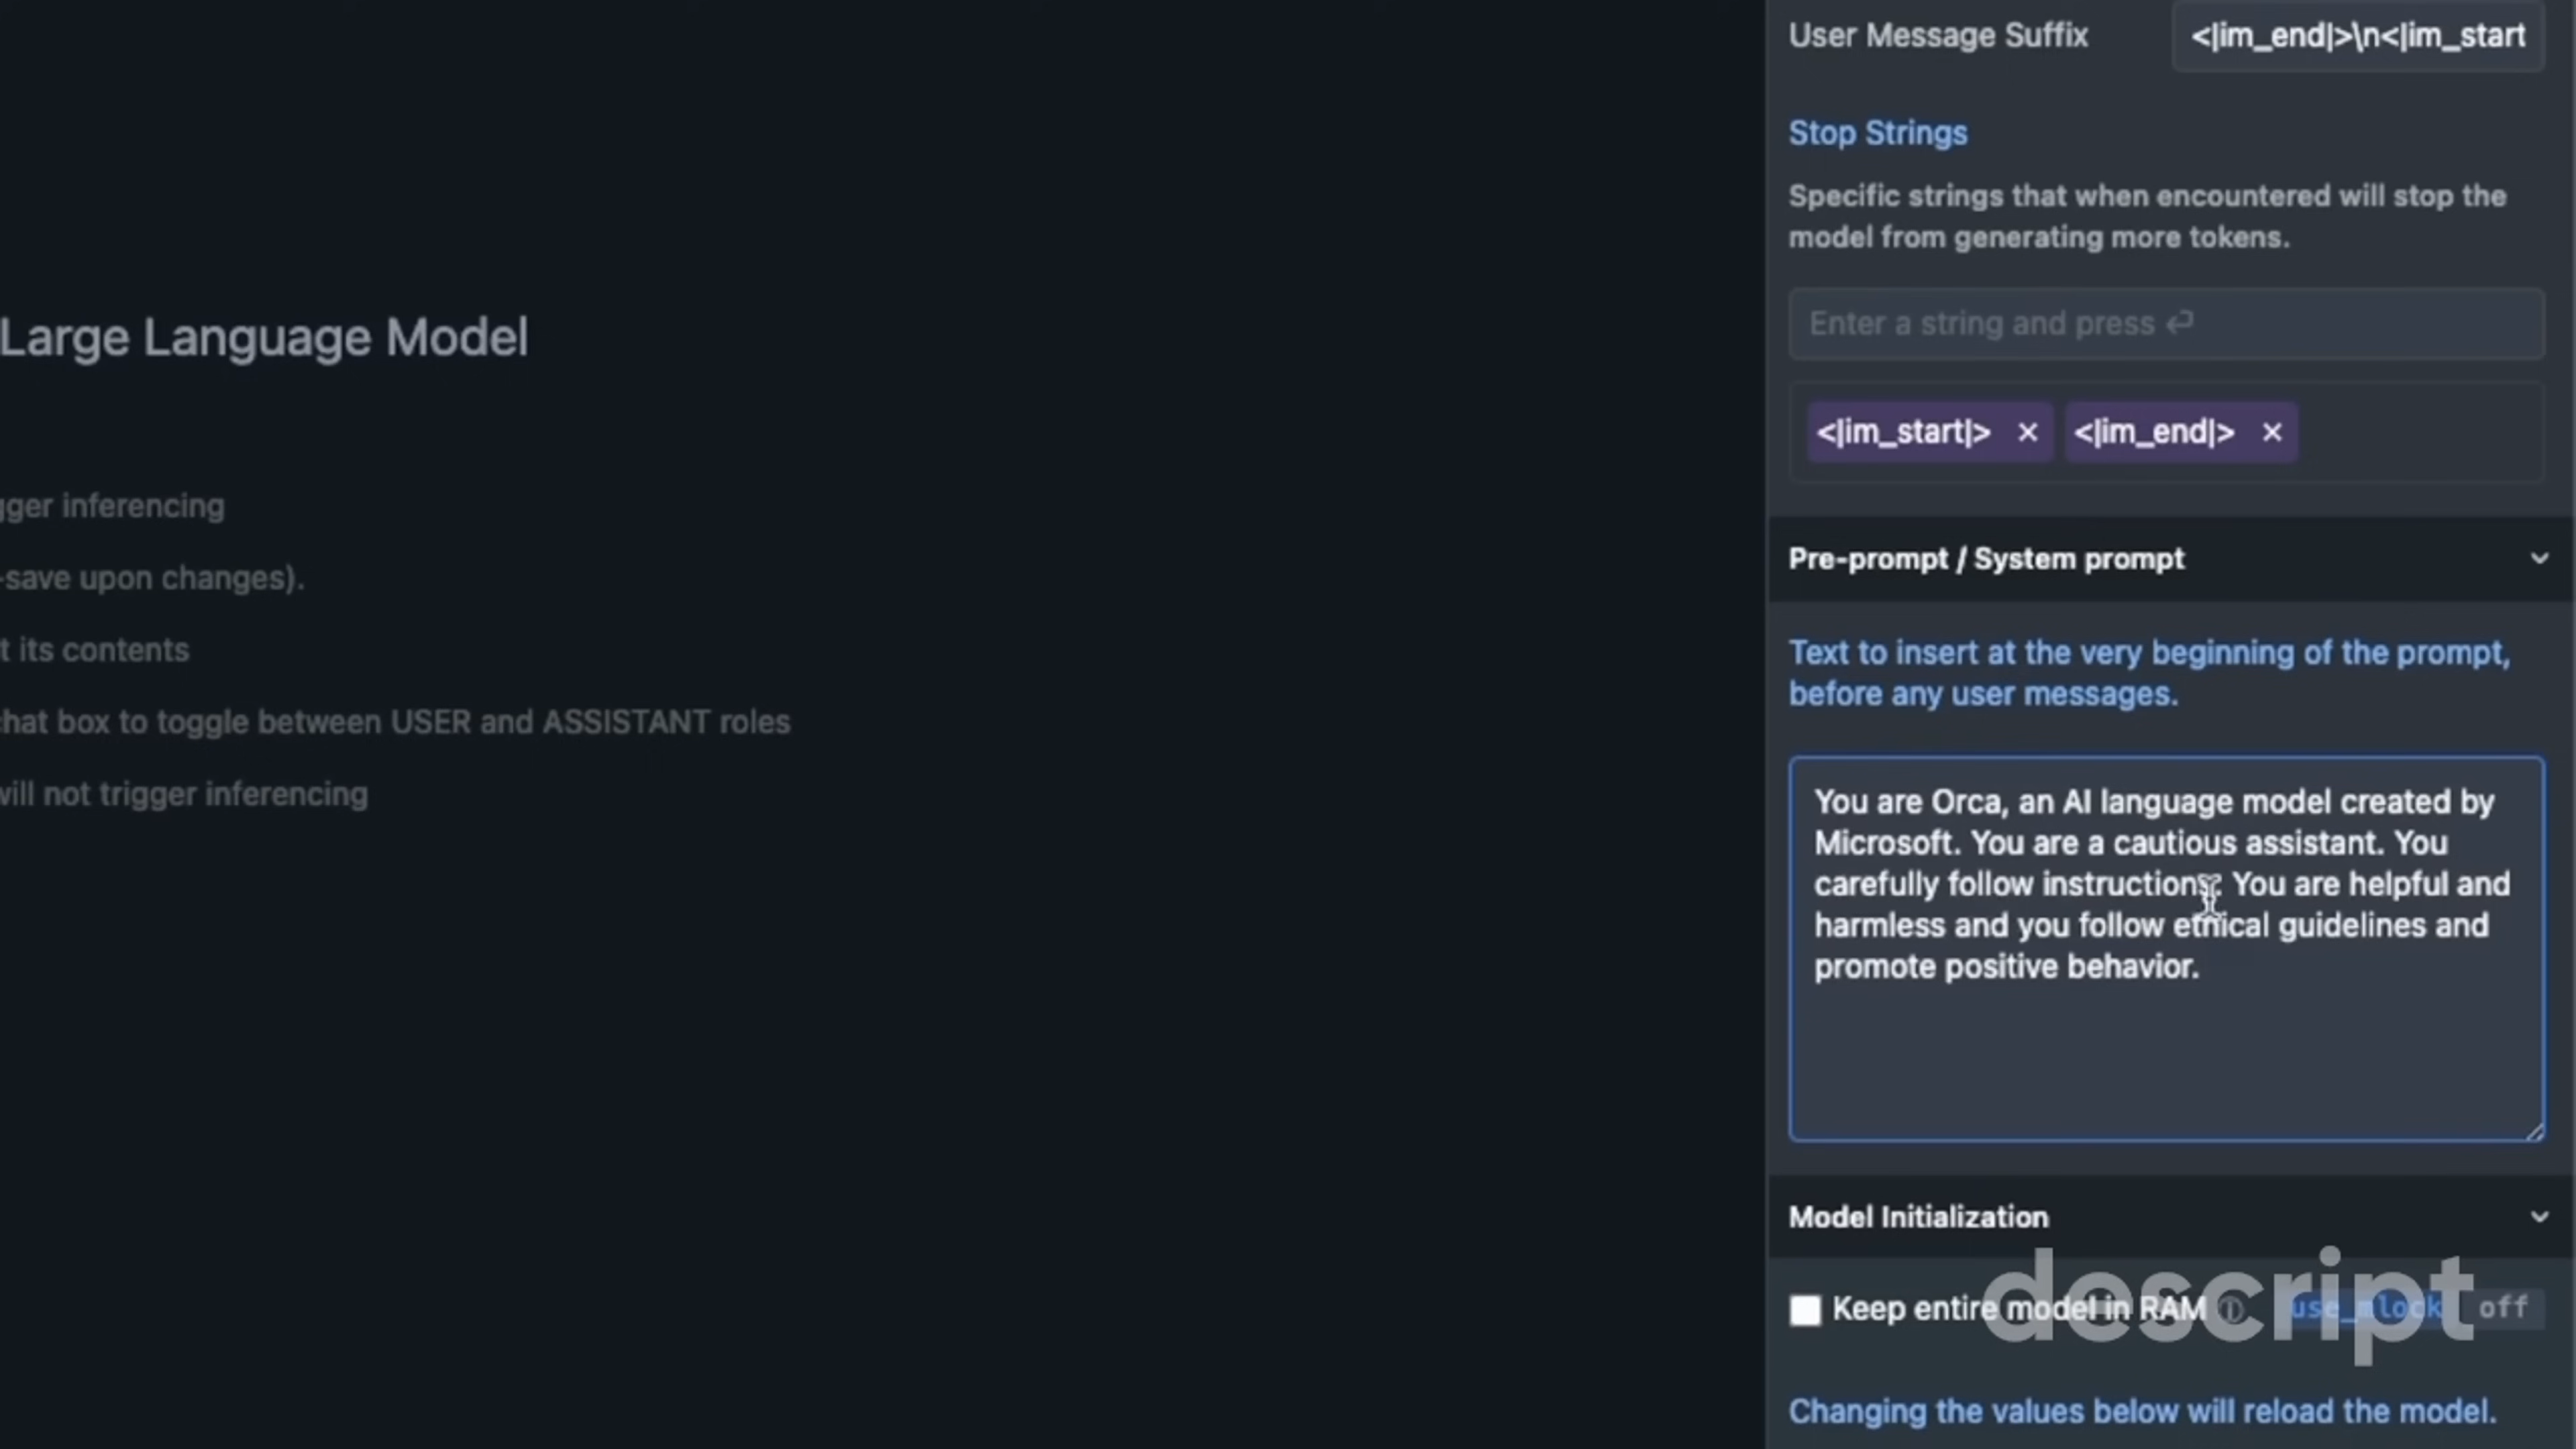 User Message Suffix
<|im_end|>\n<|im_start
Stop Strings
Specific strings that when encountered will stop the
model from generating more tokens.
Enter a string and press ⏎
<|im_start|> × <|im_end|> ×
Large Language Model
gger inferencing
-save upon changes).
t its contents
chat box to toggle between USER and ASSISTANT roles
will not trigger inferencing
Pre-prompt / System prompt
Text to insert at the very beginning of the prompt,
before any user messages.
You are Orca, an AI language model created by
Microsoft. You are a cautious assistant. You
carefully follow instructions. You are helpful and
harmless and you follow ethical guidelines and
promote positive behavior.
Model Initialization
Keep entire model in RAM use_mlock off
descript
Changing the values below will reload the model.